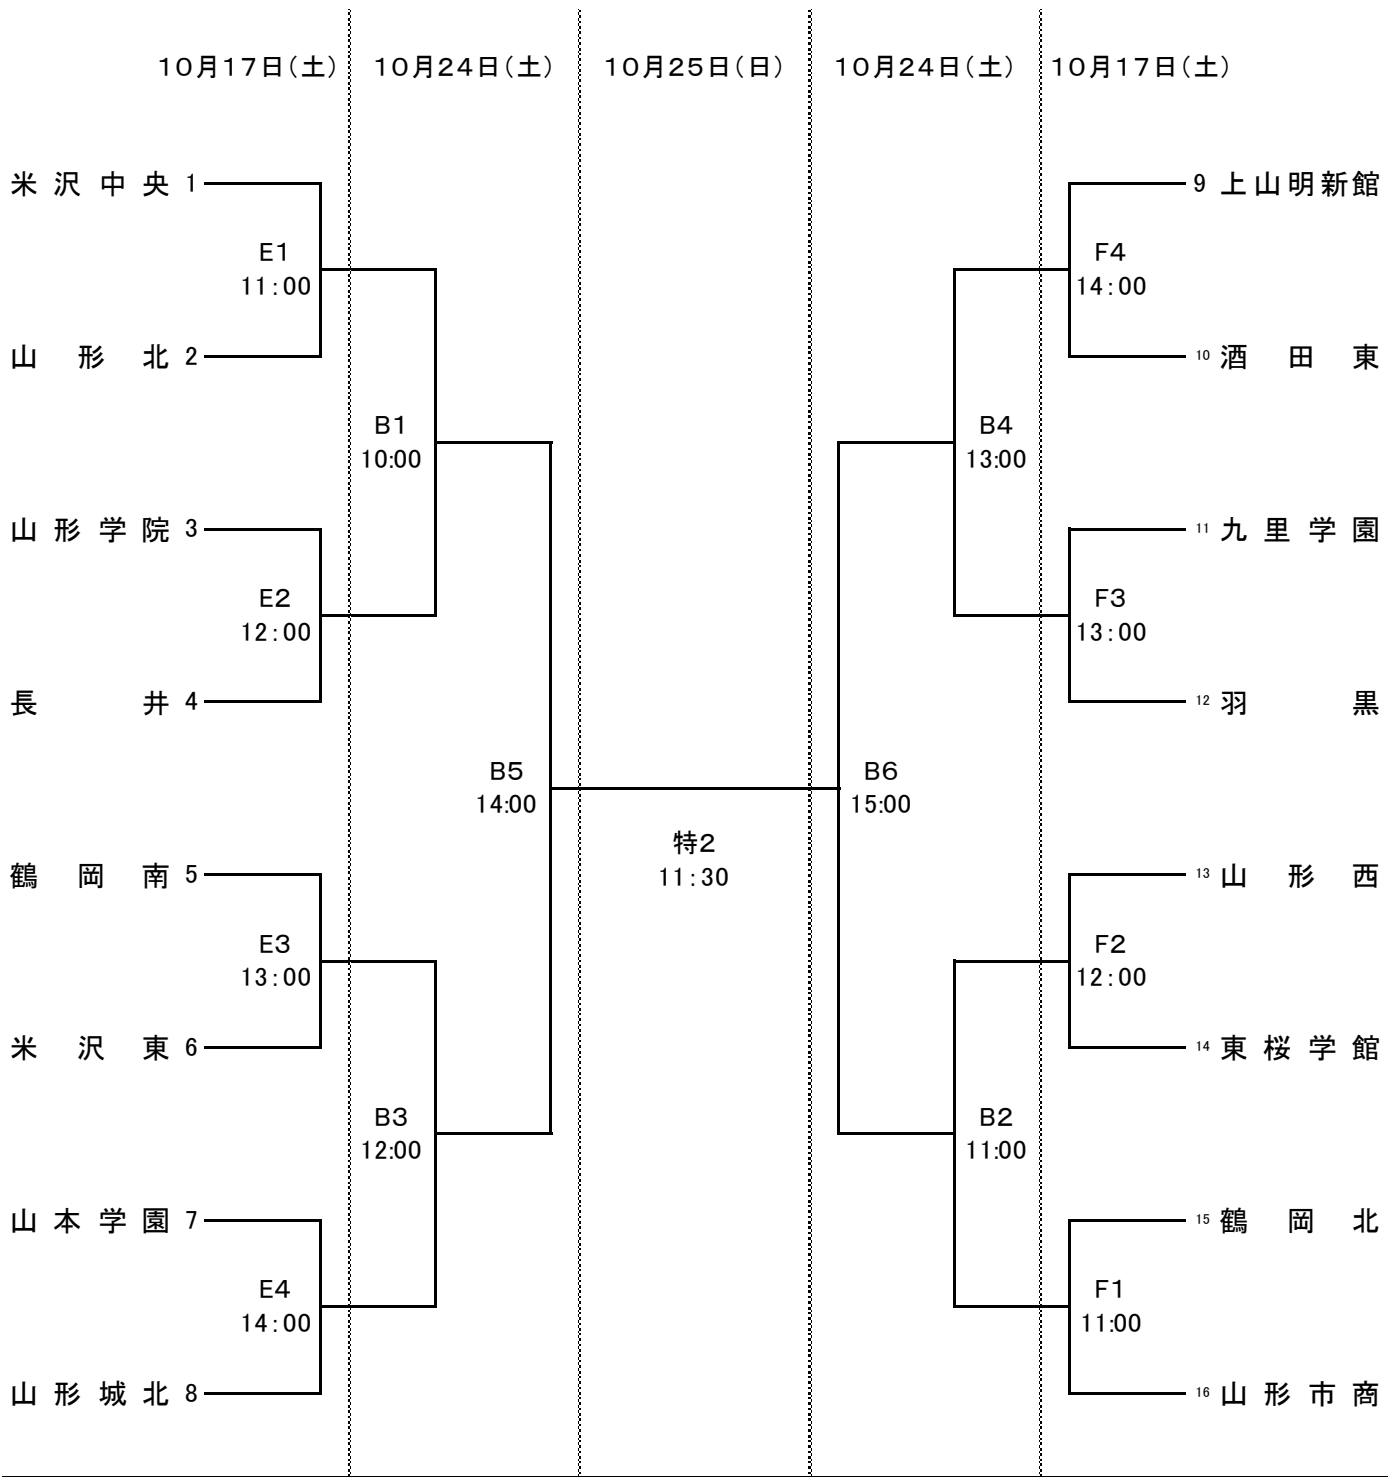 10月17日(土) 10月24日(土) 10月25日(日) 10月24日(土) 10月17日(土)
米沢中央 1
9 上山明新館
E1
11:00
F4
14:00
山形北 2
10 酒田東
B1
10:00
B4
13:00
山形学院 3
11 九里学園
E2
12:00
F3
13:00
長井 4
12 羽黒
B5
14:00
B6
15:00
特2
11:30
鶴岡南 5
13 山形西
E3
13:00
F2
12:00
米沢東 6
14 東桜学館
B3
12:00
B2
11:00
山本学園 7
15 鶴岡北
E4
14:00
F1
11:00
山形城北 8
16 山形市商